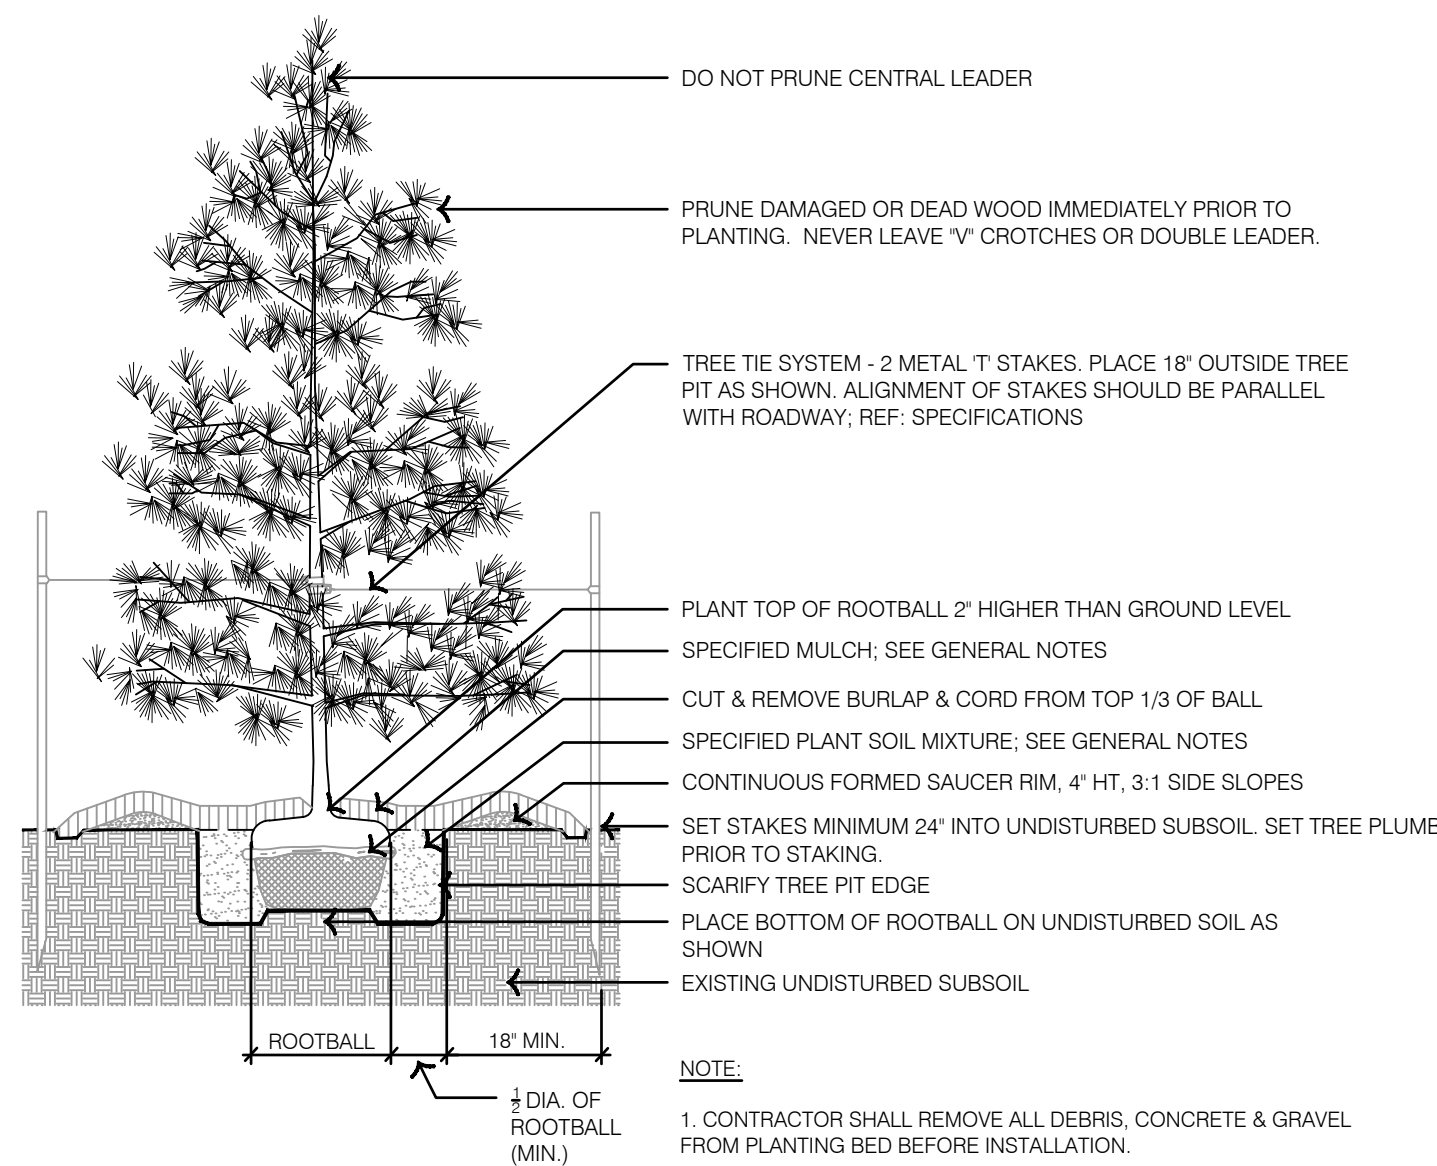 DO NOT PRUNE CENTRAL LEADER
PRUNE DAMAGED OR DEAD WOOD IMMEDIATELY PRIOR TO
PLANTING. NEVER LEAVE "V" CROTCHES OR DOUBLE LEADER.
TREE TIE SYSTEM - 2 METAL 'T' STAKES. PLACE 18" OUTSIDE TREE
PIT AS SHOWN. ALIGNMENT OF STAKES SHOULD BE PARALLEL
WITH ROADWAY; REF: SPECIFICATIONS
PLANT TOP OF ROOTBALL 2" HIGHER THAN GROUND LEVEL
SPECIFIED MULCH; SEE GENERAL NOTES
CUT & REMOVE BURLAP & CORD FROM TOP 1/3 OF BALL
SPECIFIED PLANT SOIL MIXTURE; SEE GENERAL NOTES
CONTINUOUS FORMED SAUCER RIM, 4" HT, 3:1 SIDE SLOPES
SET STAKES MINIMUM 24" INTO UNDISTURBED SUBSOIL. SET TREE PLUMB
PRIOR TO STAKING.
SCARIFY TREE PIT EDGE
PLACE BOTTOM OF ROOTBALL ON UNDISTURBED SOIL AS
SHOWN
EXISTING UNDISTURBED SUBSOIL
ROOTBALL
18" MIN.
½ DIA. OF
ROOTBALL
(MIN.)
NOTE:
1. CONTRACTOR SHALL REMOVE ALL DEBRIS, CONCRETE & GRAVEL
FROM PLANTING BED BEFORE INSTALLATION.